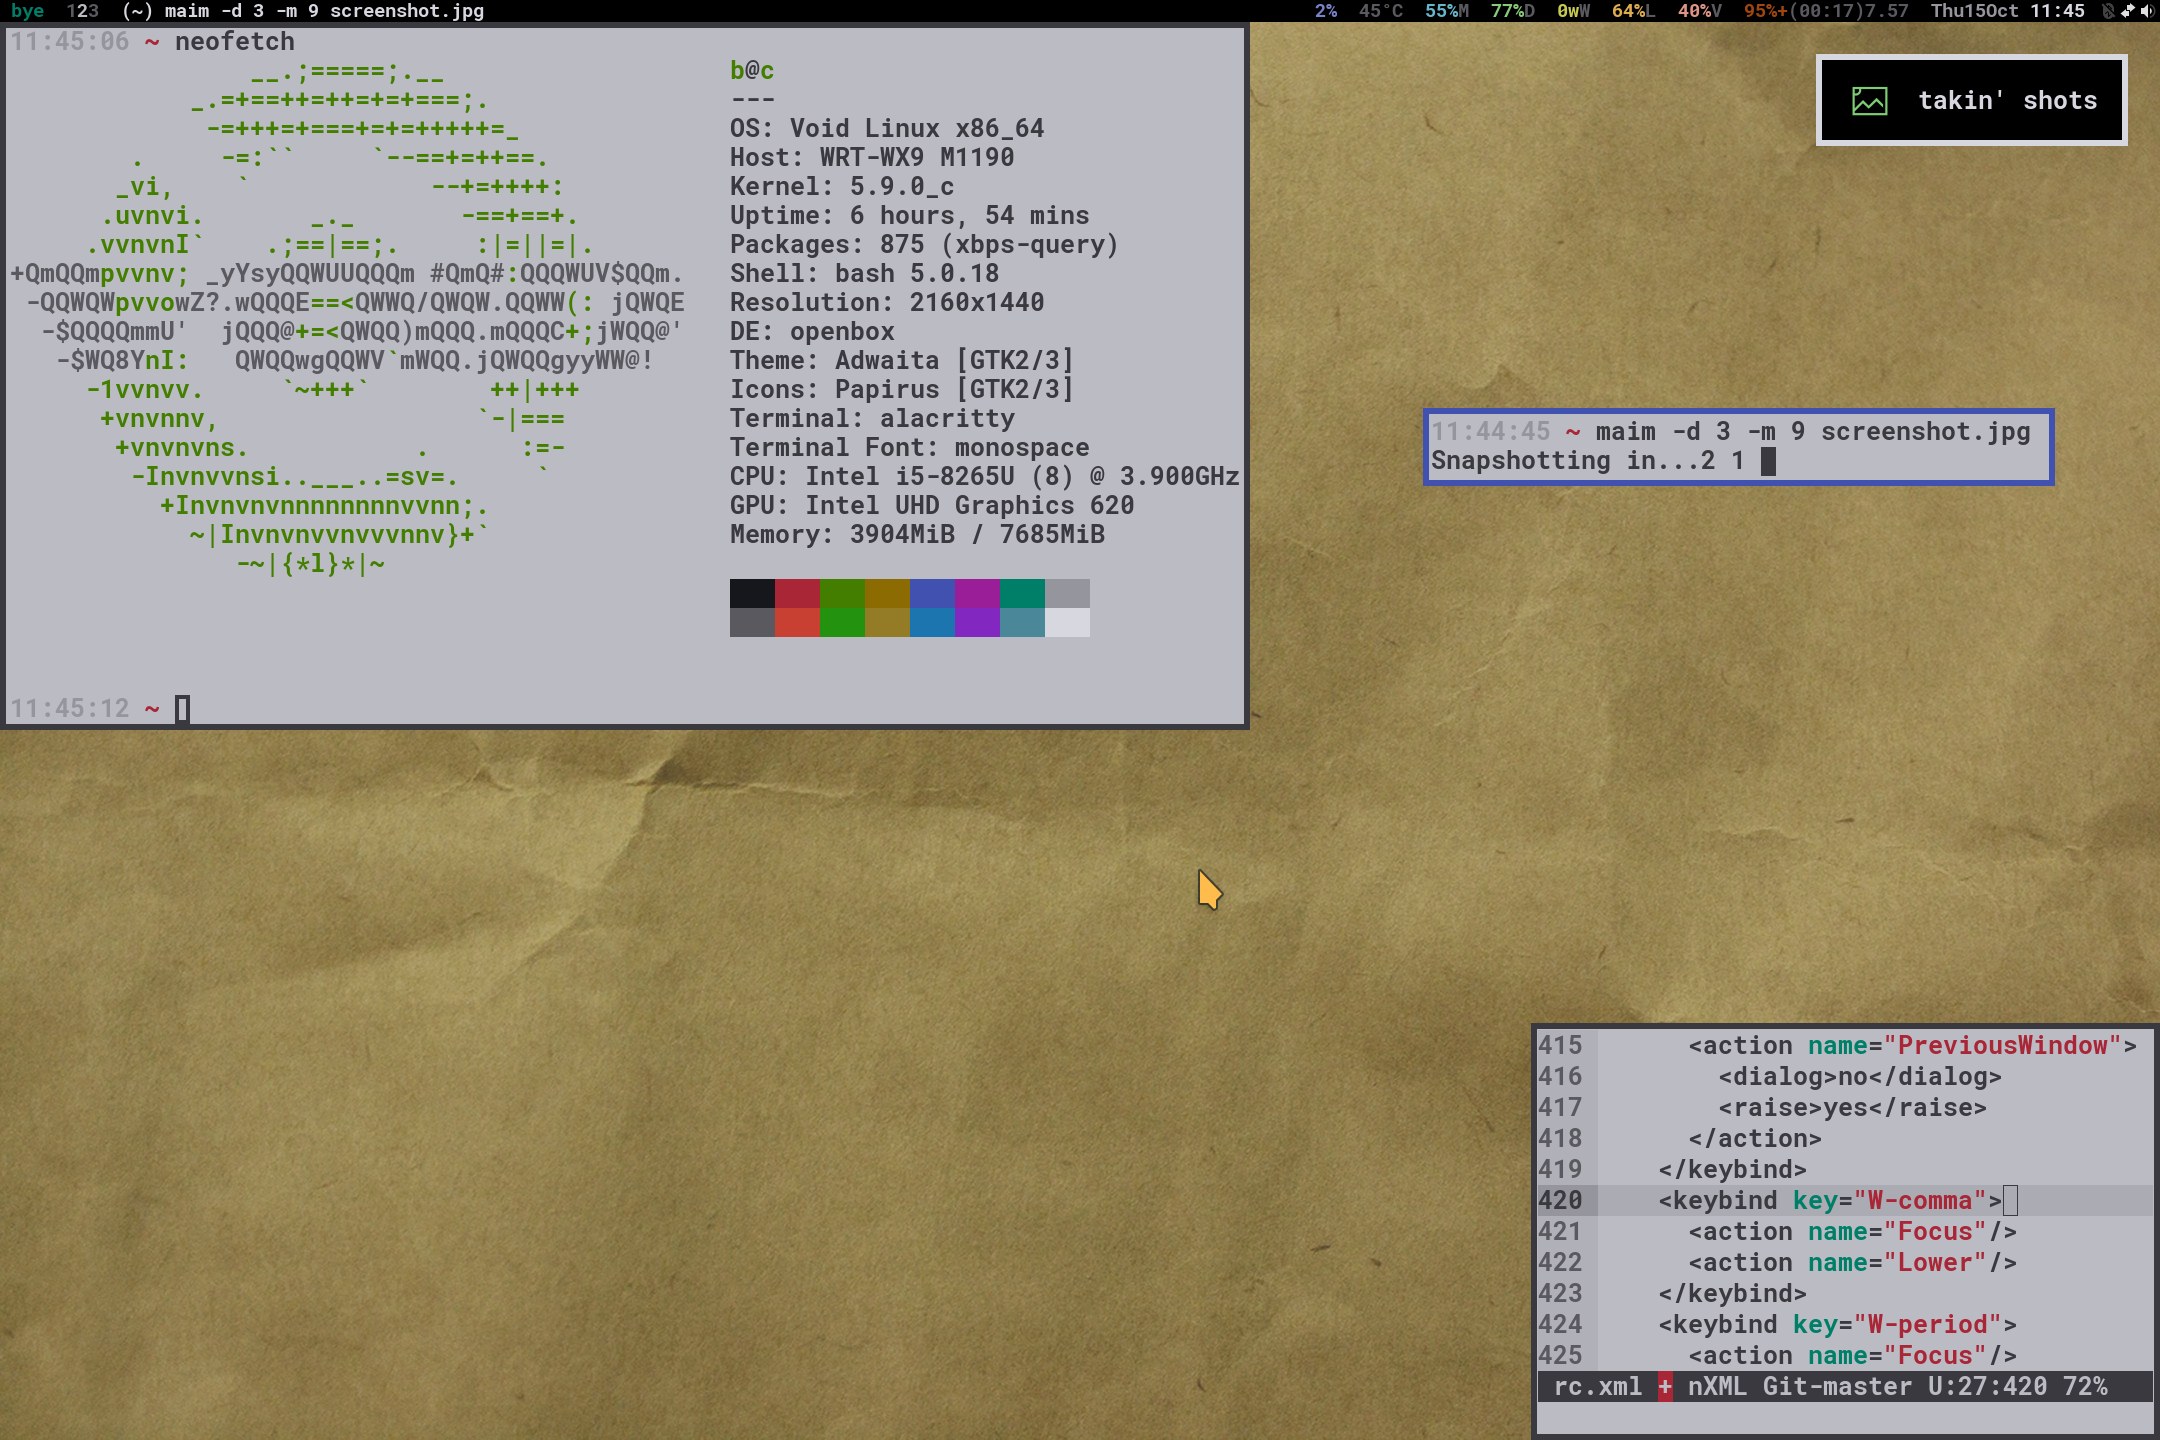 bye 123 (~) maim -d 3 -m 9 screenshot.jpg 2% 45°C 55%M 77%D 0wW 64%L 40%V 95%+(00:17)7.57 Thu15Oct 11:45
11:45:06 ~ neofetch
__.;=====;.__
_.=+==++=++=+=+===;.
-=+++=+===+=+=+++++=_
. -=:`` `--==+=++==.
_vi, ` --+=++++:
.uvnvi. _._ -==+==+.
.vvnvnI` .;==|==;. :|=||=|.
+QmQQmpvvnv; _yYsyQQWUUQQQm #QmQ#:QQQWUV$QQm.
-QQWQWpvvowZ?.wQQQE==<QWWQ/QWQW.QQWW(: jQWQE
-$QQQQmmU' jQQQ@+=<QWQQ)mQQQ.mQQQC+;jWQQ@'
-$WQ8YnI: QWQQwgQQWV`mWQQ.jQWQQgyyWW@!
-1vvnvv. `~+++` ++|+++
+vnvnnv, `-|===
+vnvnvns. . :=-
-Invnvvnsi..___..=sv=. `
+Invnvnvnnnnnnnnvvnn;.
~|Invnvnvvnvvvnnv}+`
-~|{*l}*|~
b@c
---
OS: Void Linux x86_64
Host: WRT-WX9 M1190
Kernel: 5.9.0_c
Uptime: 6 hours, 54 mins
Packages: 875 (xbps-query)
Shell: bash 5.0.18
Resolution: 2160x1440
DE: openbox
Theme: Adwaita [GTK2/3]
Icons: Papirus [GTK2/3]
Terminal: alacritty
Terminal Font: monospace
CPU: Intel i5-8265U (8) @ 3.900GHz
GPU: Intel UHD Graphics 620
Memory: 3904MiB / 7685MiB
11:45:12 ~
takin' shots
11:44:45 ~ maim -d 3 -m 9 screenshot.jpg
Snapshotting in...2 1
415 <action name="PreviousWindow">
416 <dialog>no</dialog>
417 <raise>yes</raise>
418 </action>
419 </keybind>
420 <keybind key="W-comma">
421 <action name="Focus"/>
422 <action name="Lower"/>
423 </keybind>
424 <keybind key="W-period">
425 <action name="Focus"/>
rc.xml + nXML Git-master U:27:420 72%